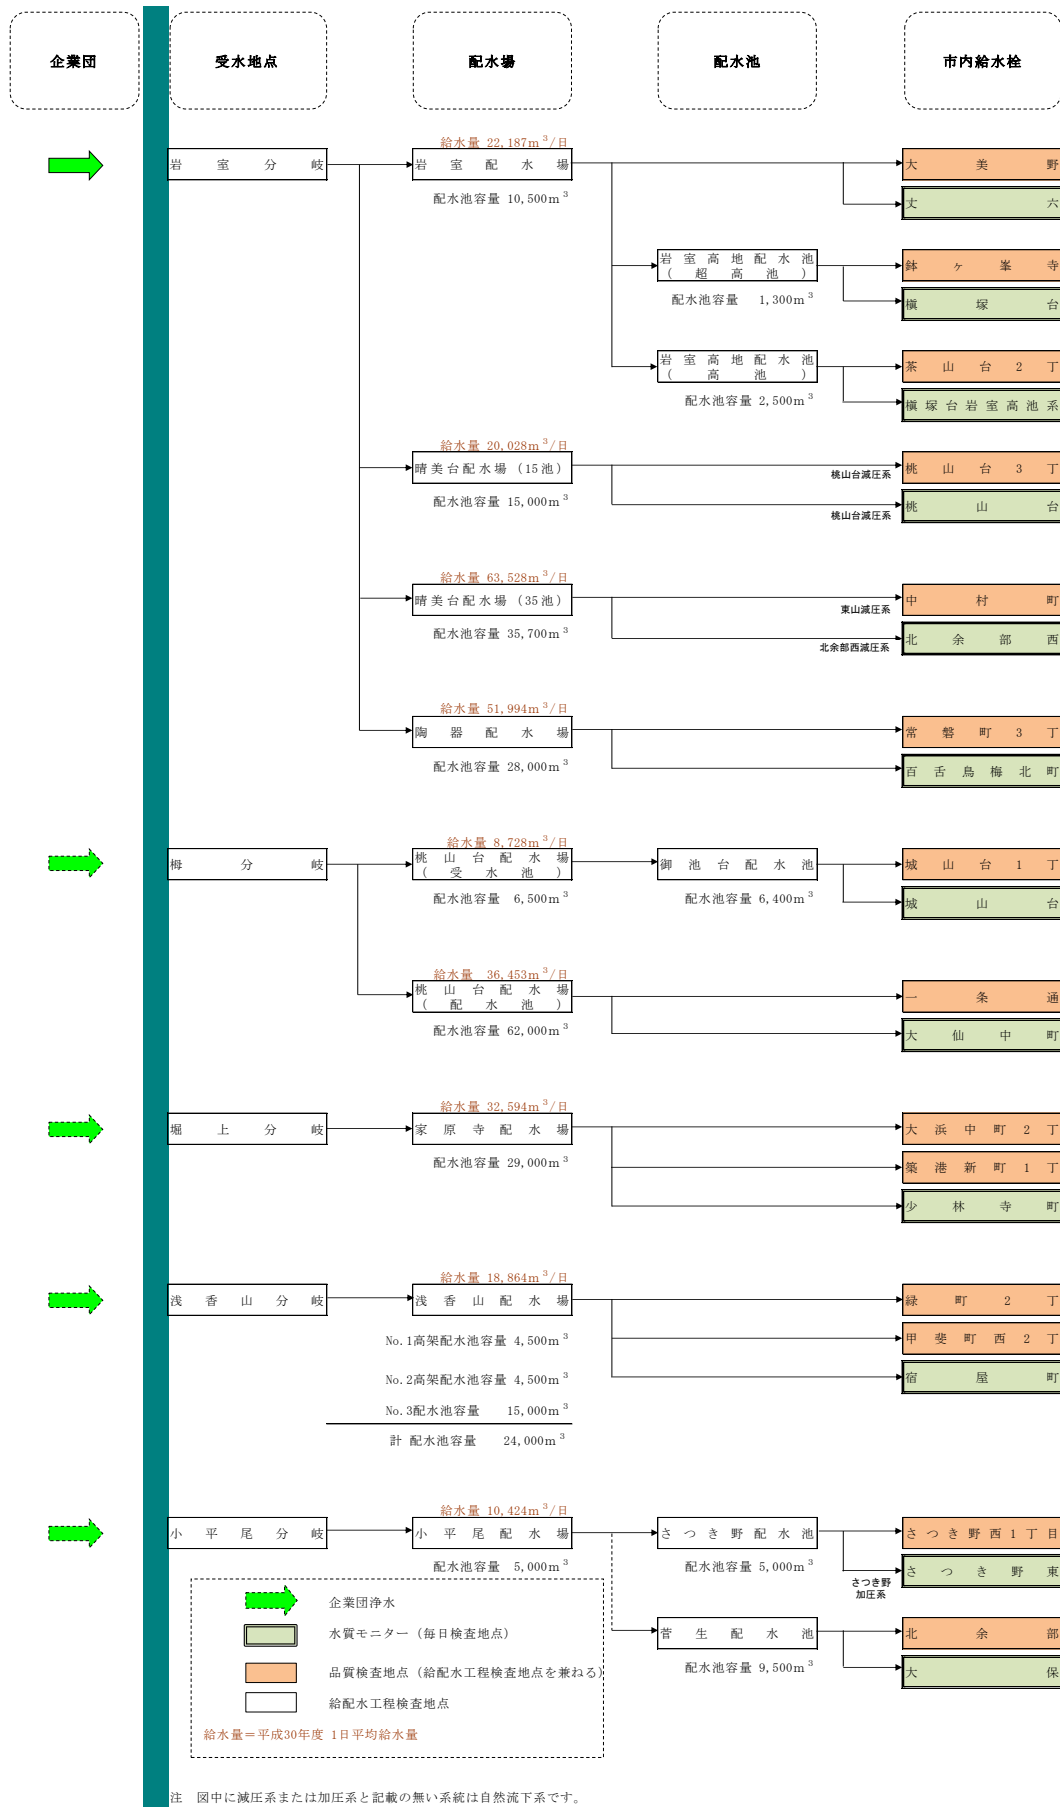 企業団
受水地点
配水場
配水池
市内給水栓
給水量 22,187m³/日
岩室分岐
岩室配水場
大美野
配水池容量 10,500m³
丈六
岩室高地配水池
(超高池)
鉢ヶ峯寺
配水池容量 1,300m³
槇塚台
岩室高地配水池
(高池)
茶山台2丁
配水池容量 2,500m³
槇塚台岩室高池系
給水量 20,028m³/日
晴美台配水場(15池)
桃山台減圧系
桃山台3丁
配水池容量 15,000m³
桃山台減圧系
桃山台
給水量 63,528m³/日
晴美台配水場(35池)
東山減圧系
中村町
配水池容量 35,700m³
北余部西減圧系
北余部西
給水量 51,994m³/日
陶器配水場
常磐町3丁
配水池容量 28,000m³
百舌鳥梅北町
給水量 8,728m³/日
栂分岐
桃山台配水場
(受水池)
御池台配水池
城山台1丁
配水池容量 6,500m³
配水池容量 6,400m³
城山台
給水量 36,453m³/日
桃山台配水場
(配水池)
一条通
配水池容量 62,000m³
大仙中町
給水量 32,594m³/日
堀上分岐
家原寺配水場
大浜中町2丁
配水池容量 29,000m³
築港新町1丁
少林寺町
給水量 18,864m³/日
浅香山分岐
浅香山配水場
緑町2丁
No.1高架配水池容量 4,500m³
甲斐町西2丁
No.2高架配水池容量 4,500m³
宿屋町
No.3配水池容量 15,000m³
計 配水池容量 24,000m³
給水量 10,424m³/日
小平尾分岐
小平尾配水場
さつき野配水池
さつき野西1丁目
配水池容量 5,000m³
配水池容量 5,000m³
さつき野東
さつき野
加圧系
企業団浄水
菅生配水池
北余部
水質モニター(毎日検査地点)
配水池容量 9,500m³
大保
品質検査地点(給配水工程検査地点を兼ねる)
給配水工程検査地点
給水量＝平成30年度 1日平均給水量
注 図中に減圧系または加圧系と記載の無い系統は自然流下系です。